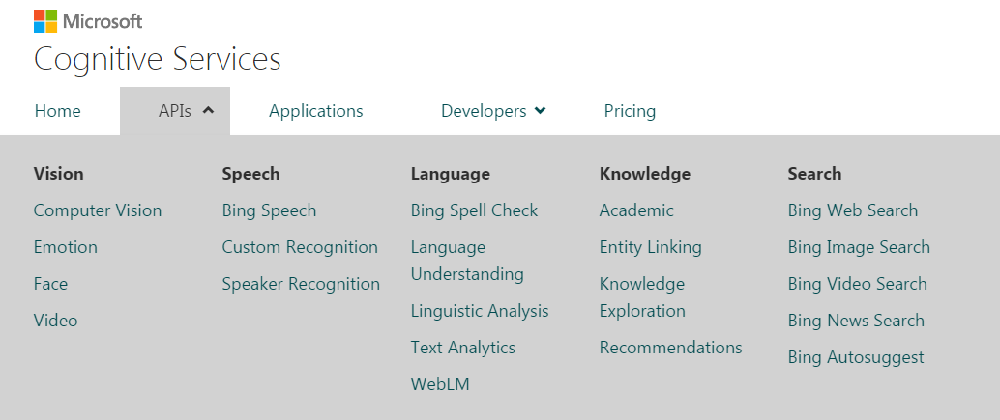 Microsoft
Cognitive Services
Home
APIs
Applications
Developers
Pricing
Vision
Computer Vision
Emotion
Face
Video
Speech
Bing Speech
Custom Recognition
Speaker Recognition
Language
Bing Spell Check
Language
Understanding
Linguistic Analysis
Text Analytics
WebLM
Knowledge
Academic
Entity Linking
Knowledge
Exploration
Recommendations
Search
Bing Web Search
Bing Image Search
Bing Video Search
Bing News Search
Bing Autosuggest